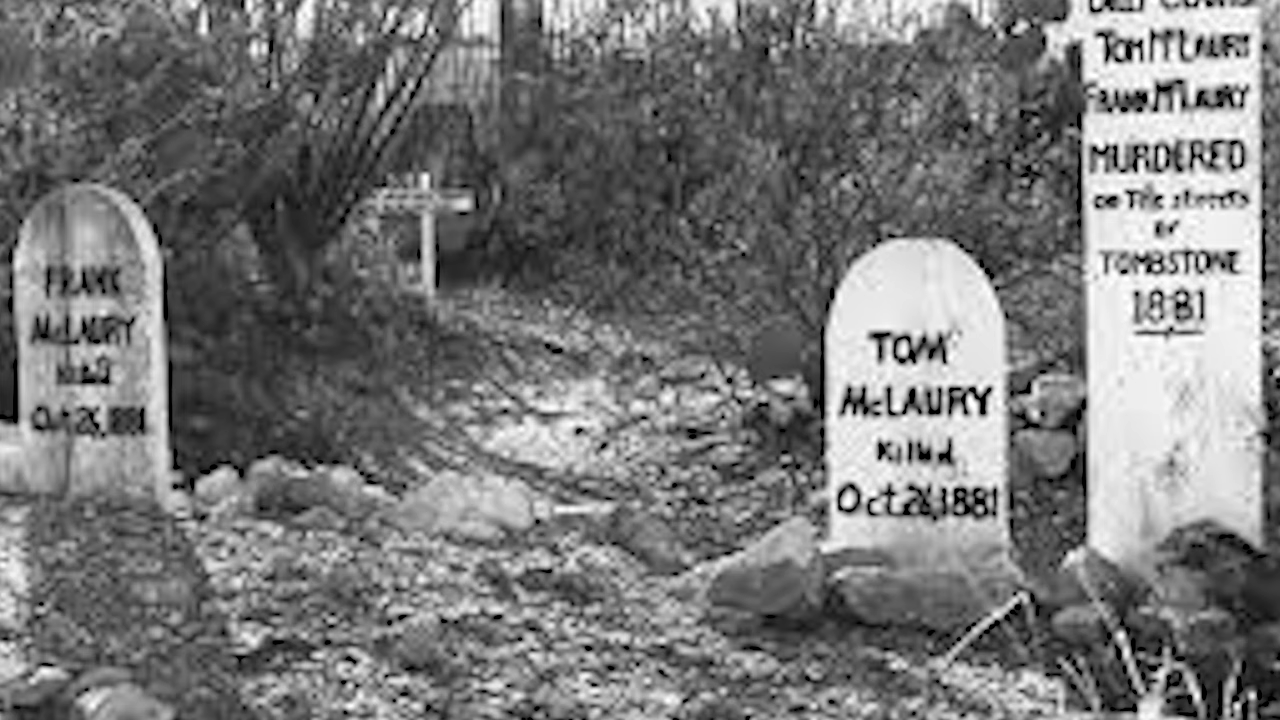 FRANK
McLAURY
Killed
Oct.26,1881
TOM
McLAURY
Killed
Oct.26,1881
TOM McLAURY
FRANK McLAURY
MURDERED
on The streets
of
TOMBSTONE
1881